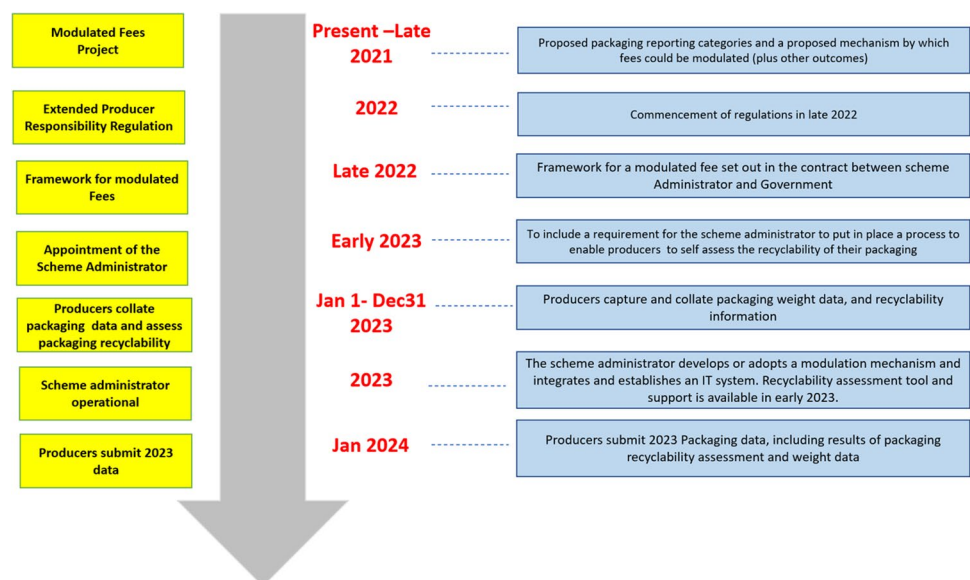 Modulated Fees
Project
Present –Late
2021
Proposed packaging reporting categories and a proposed mechanism by which
fees could be modulated (plus other outcomes)
Extended Producer
Responsibility Regulation
2022
Commencement of regulations in late 2022
Framework for modulated
Fees
Late 2022
Framework for a modulated fee set out in the contract between scheme
Administrator and Government
Appointment of the
Scheme Administrator
Early 2023
To include a requirement for the scheme administrator to put in place a process to
enable producers to self assess the recyclability of their packaging
Producers collate
packaging data and assess
packaging recyclability
Jan 1- Dec31
2023
Producers capture and collate packaging weight data, and recyclability
information
Scheme administrator
operational
2023
The scheme administrator develops or adopts a modulation mechanism and
integrates and establishes an IT system. Recyclability assessment tool and
support is available in early 2023.
Producers submit 2023
data
Jan 2024
Producers submit 2023 Packaging data, including results of packaging
recyclability assessment and weight data